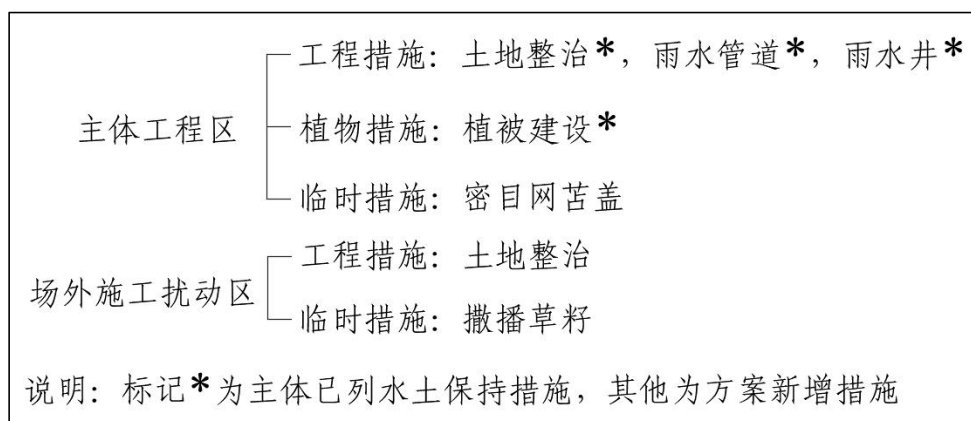 工程措施：土地整治*，雨水管道*，雨水井*
主体工程区
植物措施：植被建设*
临时措施：密目网苫盖
工程措施：土地整治
场外施工扰动区
临时措施：撒播草籽
说明：标记*为主体已列水土保持措施，其他为方案新增措施